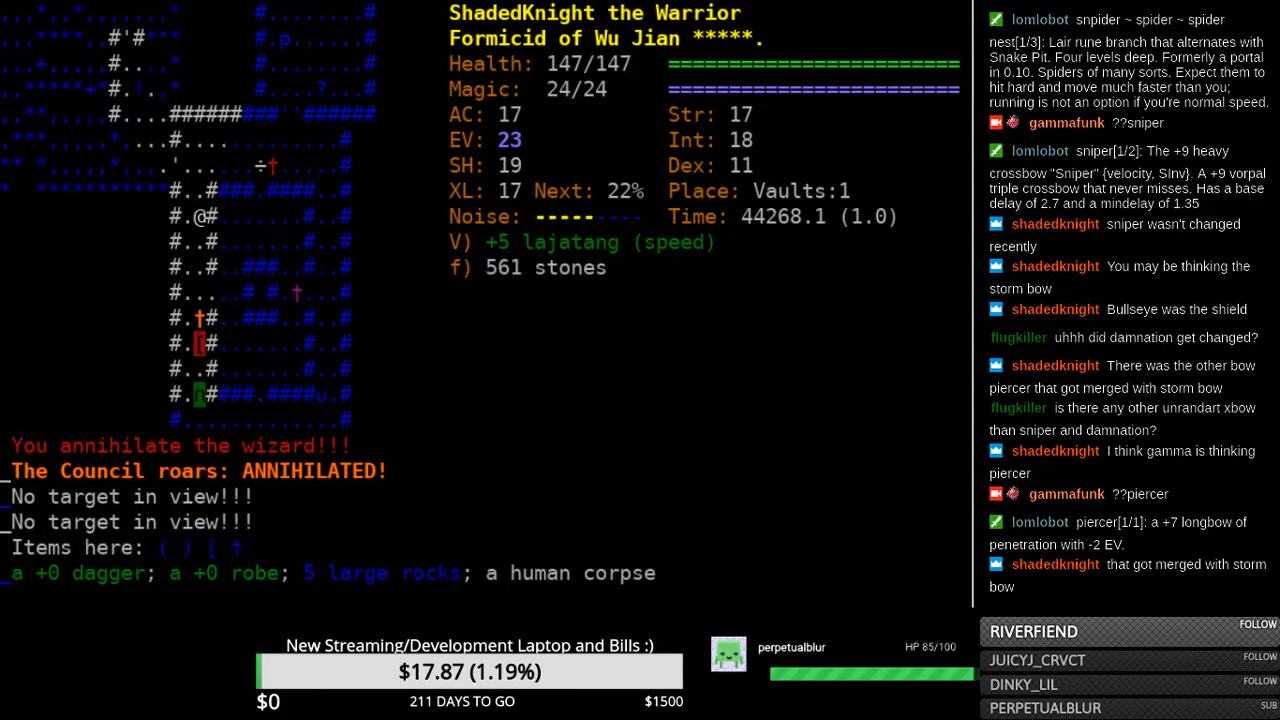 ShadedKnight the Warrior
Formicid of Wu Jian *****.
Health: 147/147
Magic: 24/24
AC: 17 Str: 17
EV: 23 Int: 18
SH: 19 Dex: 11
XL: 17 Next: 22% Place: Vaults:1
Noise: Time: 44268.1 (1.0)
V) +5 lajatang (speed)
f) 561 stones
You annihilate the wizard!!!
_The Council roars: ANNIHILATED!
_No target in view!!!
_No target in view!!!
Items here: ( ) [ †
_a +0 dagger; a +0 robe; 5 large rocks; a human corpse
New Streaming/Development Laptop and Bills :)
$17.87 (1.19%)
$0 211 DAYS TO GO $1500
perpetualblur HP 85/100
lomlobot snpider ~ spider ~ spider
nest[1/3]: Lair rune branch that alternates with
Snake Pit. Four levels deep. Formerly a portal
in 0.10. Spiders of many sorts. Expect them to
hit hard and move much faster than you;
running is not an option if you're normal speed.
gammafunk ??sniper
lomlobot sniper[1/2]: The +9 heavy
crossbow "Sniper" {velocity, SInv}. A +9 vorpal
triple crossbow that never misses. Has a base
delay of 2.7 and a mindelay of 1.35
shadedknight sniper wasn't changed
recently
shadedknight You may be thinking the
storm bow
shadedknight Bullseye was the shield
flugkiller uhhh did damnation get changed?
shadedknight There was the other bow
piercer that got merged with storm bow
flugkiller is there any other unrandart xbow
than sniper and damnation?
shadedknight I think gamma is thinking
piercer
gammafunk ??piercer
lomlobot piercer[1/1]: a +7 longbow of
penetration with -2 EV.
shadedknight that got merged with storm
bow
RIVERFIEND FOLLOW
JUICYJ_CRVCT FOLLOW
DINKY_LIL FOLLOW
PERPETUALBLUR SUB